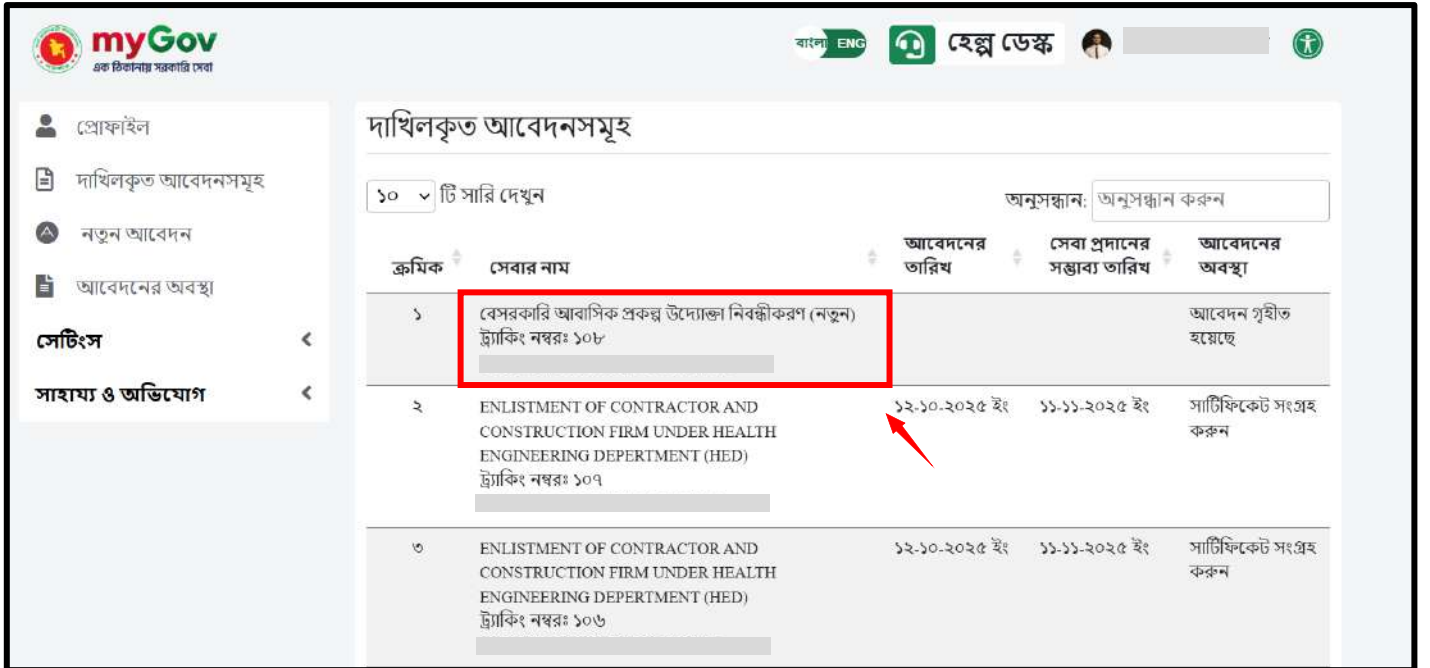 myGov
এক ঠিকানায় সরকারি সেবা
বাংলা ENG
হেল্প ডেস্ক
প্রোফাইল
দাখিলকৃত আবেদনসমূহ
নতুন আবেদন
আবেদনের অবস্থা
সেটিংস
সাহায্য ও অভিযোগ
দাখিলকৃত আবেদনসমূহ
১০ টি সারি দেখুন
অনুসন্ধান: অনুসন্ধান করুন
ক্রমিক সেবার নাম আবেদনের তারিখ সেবা প্রদানের সম্ভাব্য তারিখ আবেদনের অবস্থা
১ বেসরকারি আবাসিক প্রকল্প উদ্যোক্তা নিবন্ধীকরণ (নতুন) আবেদন গৃহীত
ট্র্যাকিং নম্বরঃ ১০৮ হয়েছে
২ ENLISTMENT OF CONTRACTOR AND ১২-১০-২০২৫ ইং ১১-১১-২০২৫ ইং সার্টিফিকেট সংগ্রহ
CONSTRUCTION FIRM UNDER HEALTH করুন
ENGINEERING DEPERTMENT (HED)
ট্র্যাকিং নম্বরঃ ১০৭
৩ ENLISTMENT OF CONTRACTOR AND ১২-১০-২০২৫ ইং ১১-১১-২০২৫ ইং সার্টিফিকেট সংগ্রহ
CONSTRUCTION FIRM UNDER HEALTH করুন
ENGINEERING DEPERTMENT (HED)
ট্র্যাকিং নম্বরঃ ১০৬